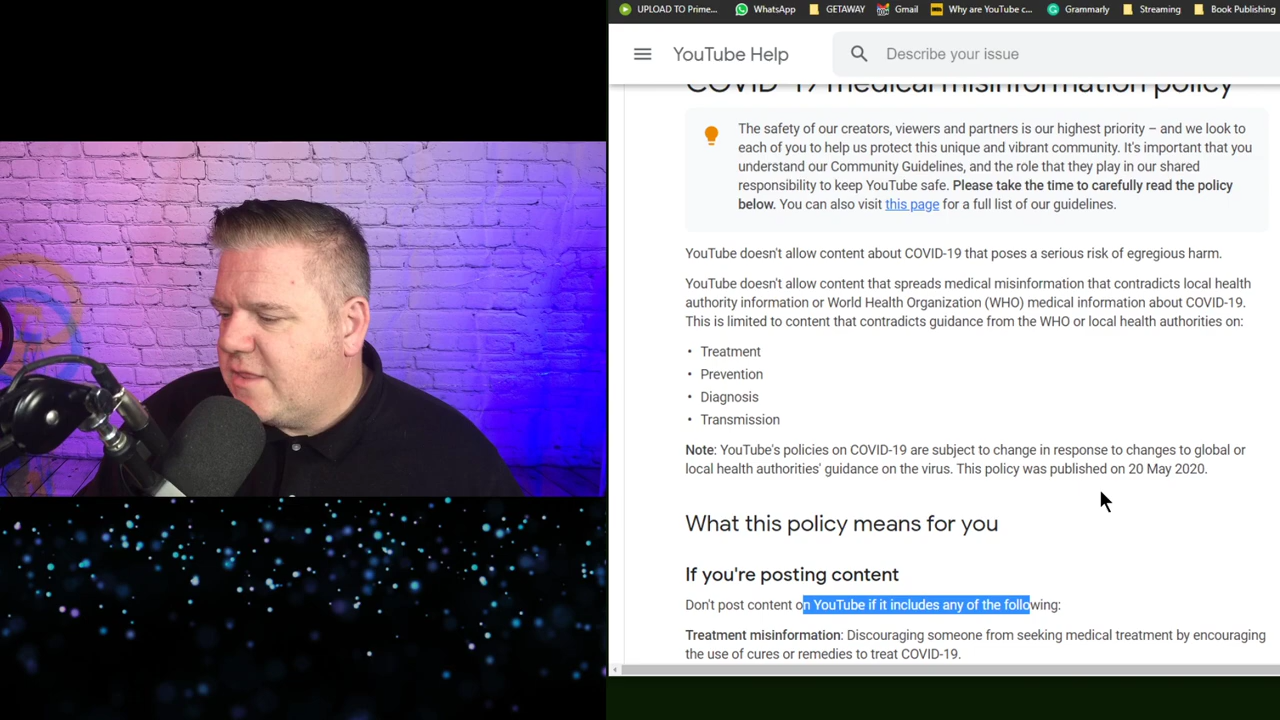 UPLOAD TO Prime...
WhatsApp
GETAWAY
Gmail
Why are YouTube c...
Grammarly
Streaming
Book Publishing
YouTube Help
Describe your issue
COVID-19 medical misinformation policy
The safety of our creators, viewers and partners is our highest priority – and we look to
each of you to help us protect this unique and vibrant community. It's important that you
understand our Community Guidelines, and the role that they play in our shared
responsibility to keep YouTube safe. Please take the time to carefully read the policy
below. You can also visit this page for a full list of our guidelines.
YouTube doesn't allow content about COVID-19 that poses a serious risk of egregious harm.
YouTube doesn't allow content that spreads medical misinformation that contradicts local health
authority information or World Health Organization (WHO) medical information about COVID-19.
This is limited to content that contradicts guidance from the WHO or local health authorities on:
• Treatment
• Prevention
• Diagnosis
• Transmission
Note: YouTube's policies on COVID-19 are subject to change in response to changes to global or
local health authorities' guidance on the virus. This policy was published on 20 May 2020.
What this policy means for you
If you're posting content
Don't post content on YouTube if it includes any of the following:
Treatment misinformation: Discouraging someone from seeking medical treatment by encouraging
the use of cures or remedies to treat COVID-19.